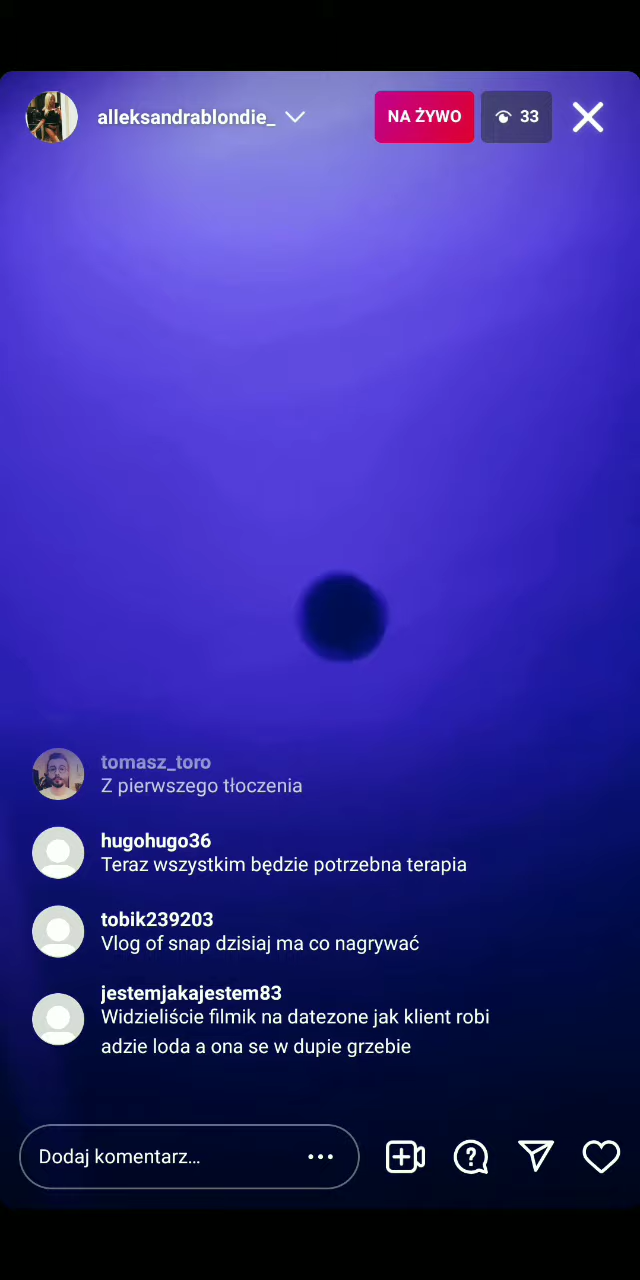 alleksandrablondie_
NA ŻYWO
33
tomasz_toro
Z pierwszego tłoczenia
hugohugo36
Teraz wszystkim będzie potrzebna terapia
tobik239203
Vlog of snap dzisiaj ma co nagrywać
jestemjakajestem83
Widzieliście filmik na datezone jak klient robi
adzie loda a ona se w dupie grzebie
Dodaj komentarz...